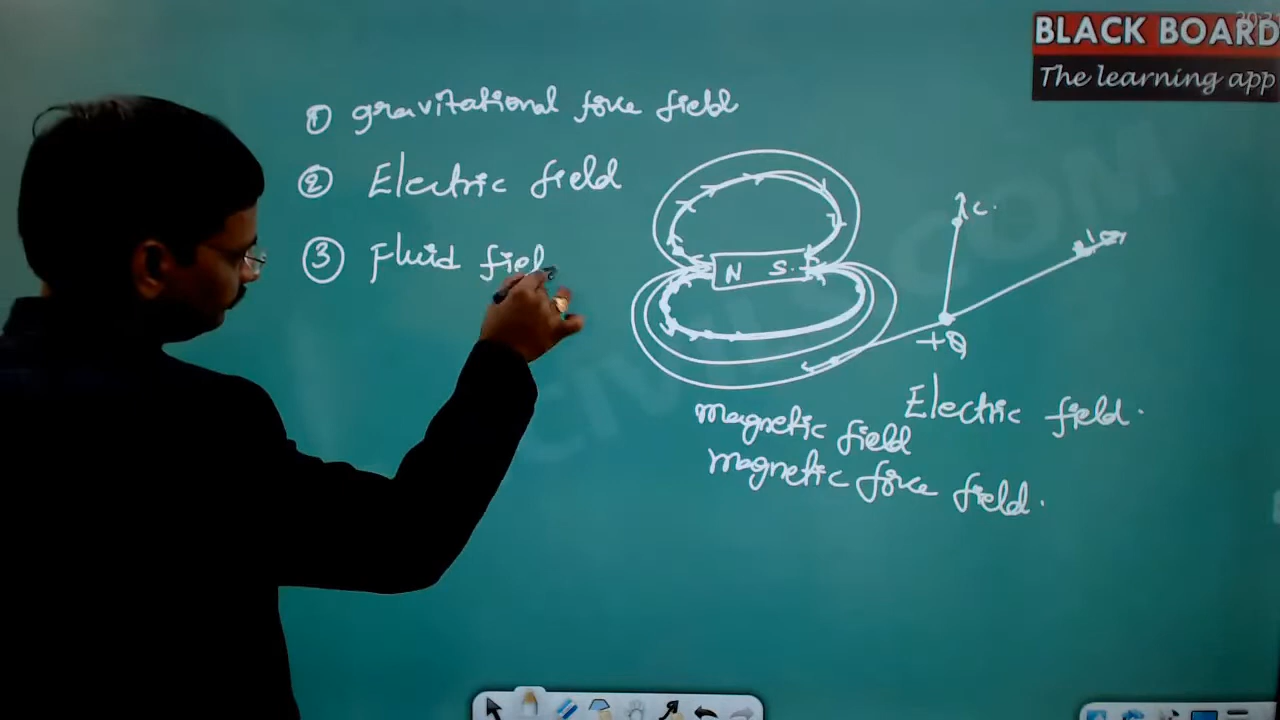 BLACK BOARD
The learning app
① gravitational force field
② Electric field
③ Fluid fiel
N S.
C.
+Q
Electric field.
Magnetic field
Magnetic force field.